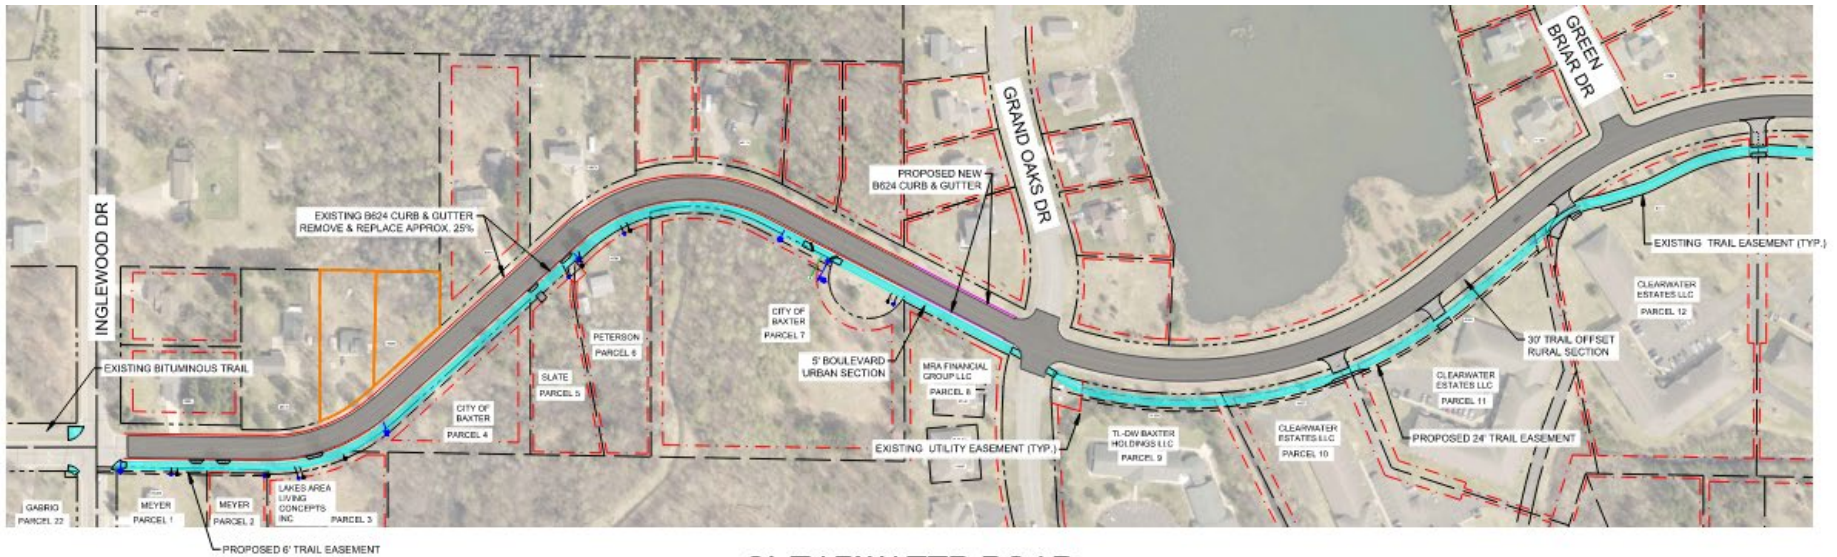 GREEN
BRIAR DR
GRAND OAKS DR
INGLEWOOD DR
PROPOSED NEW
B624 CURB & GUTTER
EXISTING B624 CURB & GUTTER
REMOVE & REPLACE APPROX. 25%
EXISTING TRAIL EASEMENT (TYP.)
CLEARWATER
ESTATES LLC
PARCEL 12
CITY OF
BAXTER
PARCEL 7
PETERSON
PARCEL 6
30' TRAIL OFFSET
RURAL SECTION
5' BOULEVARD
URBAN SECTION
MRA FINANCIAL
GROUP LLC
PARCEL 8
EXISTING BITUMINOUS TRAIL
SLATE
PARCEL 5
CLEARWATER
ESTATES LLC
PARCEL 11
CITY OF
BAXTER
PARCEL 4
EXISTING UTILITY EASEMENT (TYP.)
TL-DW BAXTER
HOLDINGS LLC
PARCEL 9
CLEARWATER
ESTATES LLC
PARCEL 10
PROPOSED 24' TRAIL EASEMENT
GABRIO
PARCEL 22
MEYER
PARCEL 1
MEYER
PARCEL 2
LAKES AREA
LIVING
CONCEPTS
INC
PARCEL 3
PROPOSED 6' TRAIL EASEMENT